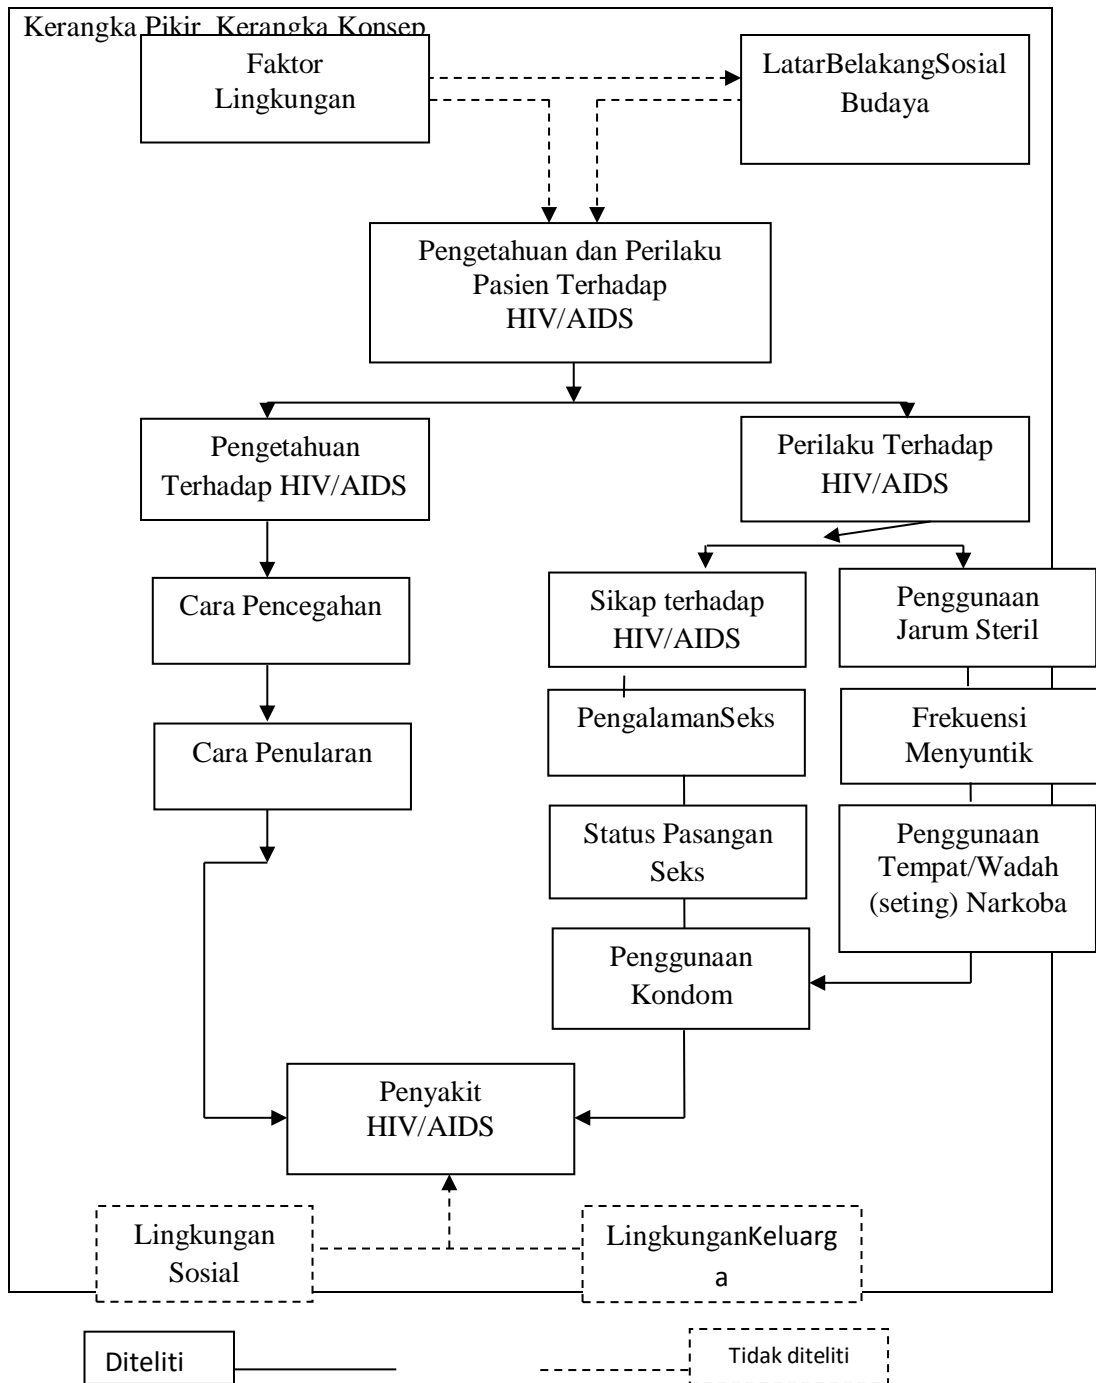 Kerangka Pikir Kerangka Konsep
Faktor
Lingkungan
LatarBelakangSosial
Budaya
Pengetahuan dan Perilaku
Pasien Terhadap
HIV/AIDS
Pengetahuan
Terhadap HIV/AIDS
Perilaku Terhadap
HIV/AIDS
Cara Pencegahan
Sikap terhadap
HIV/AIDS
Penggunaan
Jarum Steril
Cara Penularan
PengalamanSeks
Frekuensi
Menyuntik
Status Pasangan
Seks
Penggunaan
Tempat/Wadah
(seting) Narkoba
Penggunaan
Kondom
Penyakit
HIV/AIDS
Lingkungan
Sosial
LingkunganKeluarg
a
Diteliti
Tidak diteliti